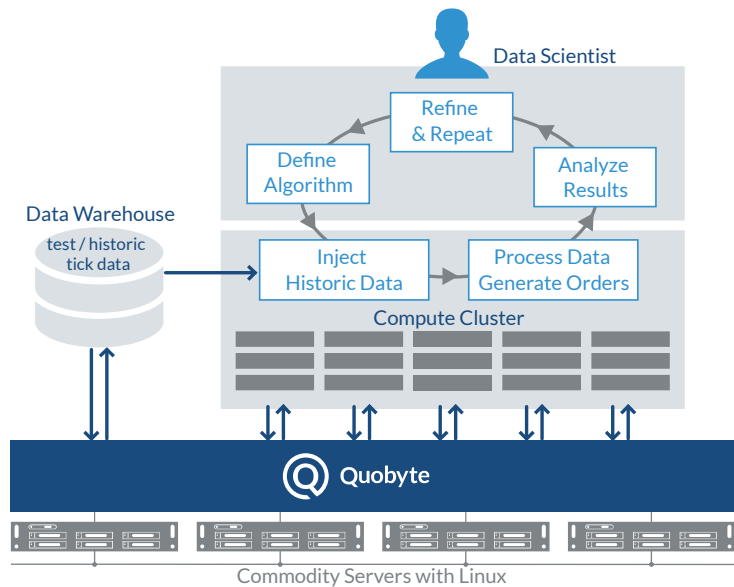 Data Scientist
Refine
& Repeat
Define
Algorithm
Analyze
Results
Data Warehouse
test / historic
tick data
Inject
Historic Data
Process Data
Generate Orders
Compute Cluster
Quobyte
Commodity Servers with Linux